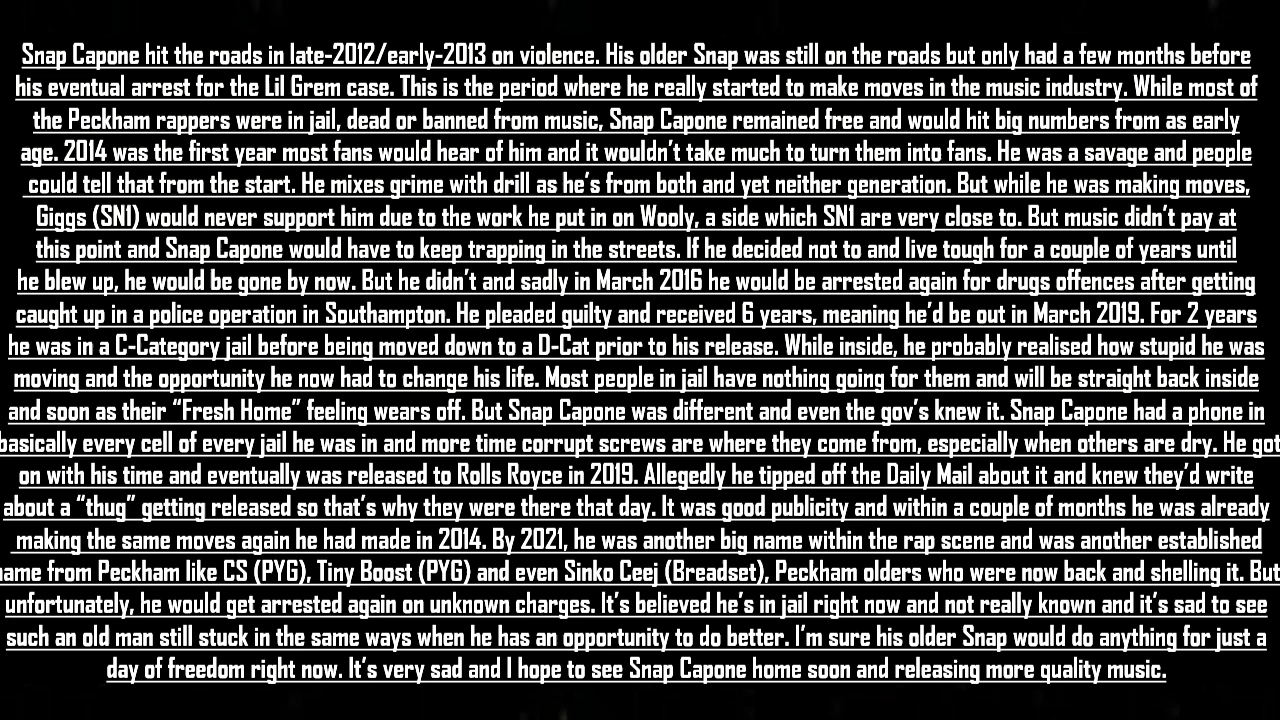 Snap Capone hit the roads in late-2012/early-2013 on violence. His older Snap was still on the roads but only had a few months before
his eventual arrest for the Lil Grem case. This is the period where he really started to make moves in the music industry. While most of
the Peckham rappers were in jail, dead or banned from music, Snap Capone remained free and would hit big numbers from as early
age. 2014 was the first year most fans would hear of him and it wouldn't take much to turn them into fans. He was a savage and people
could tell that from the start. He mixes grime with drill as he's from both and yet neither generation. But while he was making moves,
Giggs (SN1) would never support him due to the work he put in on Wooly, a side which SN1 are very close to. But music didn't pay at
this point and Snap Capone would have to keep trapping in the streets. If he decided not to and live tough for a couple of years until
he blew up, he would be gone by now. But he didn't and sadly in March 2016 he would be arrested again for drugs offences after getting
caught up in a police operation in Southampton. He pleaded guilty and received 6 years, meaning he'd be out in March 2019. For 2 years
he was in a C-Category jail before being moved down to a D-Cat prior to his release. While inside, he probably realised how stupid he was
moving and the opportunity he now had to change his life. Most people in jail have nothing going for them and will be straight back inside
and soon as their "Fresh Home" feeling wears off. But Snap Capone was different and even the gov's knew it. Snap Capone had a phone in
basically every cell of every jail he was in and more time corrupt screws are where they come from, especially when others are dry. He got
on with his time and eventually was released to Rolls Royce in 2019. Allegedly he tipped off the Daily Mail about it and knew they'd write
about a "thug" getting released so that's why they were there that day. It was good publicity and within a couple of months he was already
making the same moves again he had made in 2014. By 2021, he was another big name within the rap scene and was another established
name from Peckham like CS (PYG), Tiny Boost (PYG) and even Sinko Ceej (Breadset), Peckham olders who were now back and shelling it. But
unfortunately, he would get arrested again on unknown charges. It's believed he's in jail right now and not really known and it's sad to see
such an old man still stuck in the same ways when he has an opportunity to do better. I'm sure his older Snap would do anything for just a
day of freedom right now. It's very sad and I hope to see Snap Capone home soon and releasing more quality music.